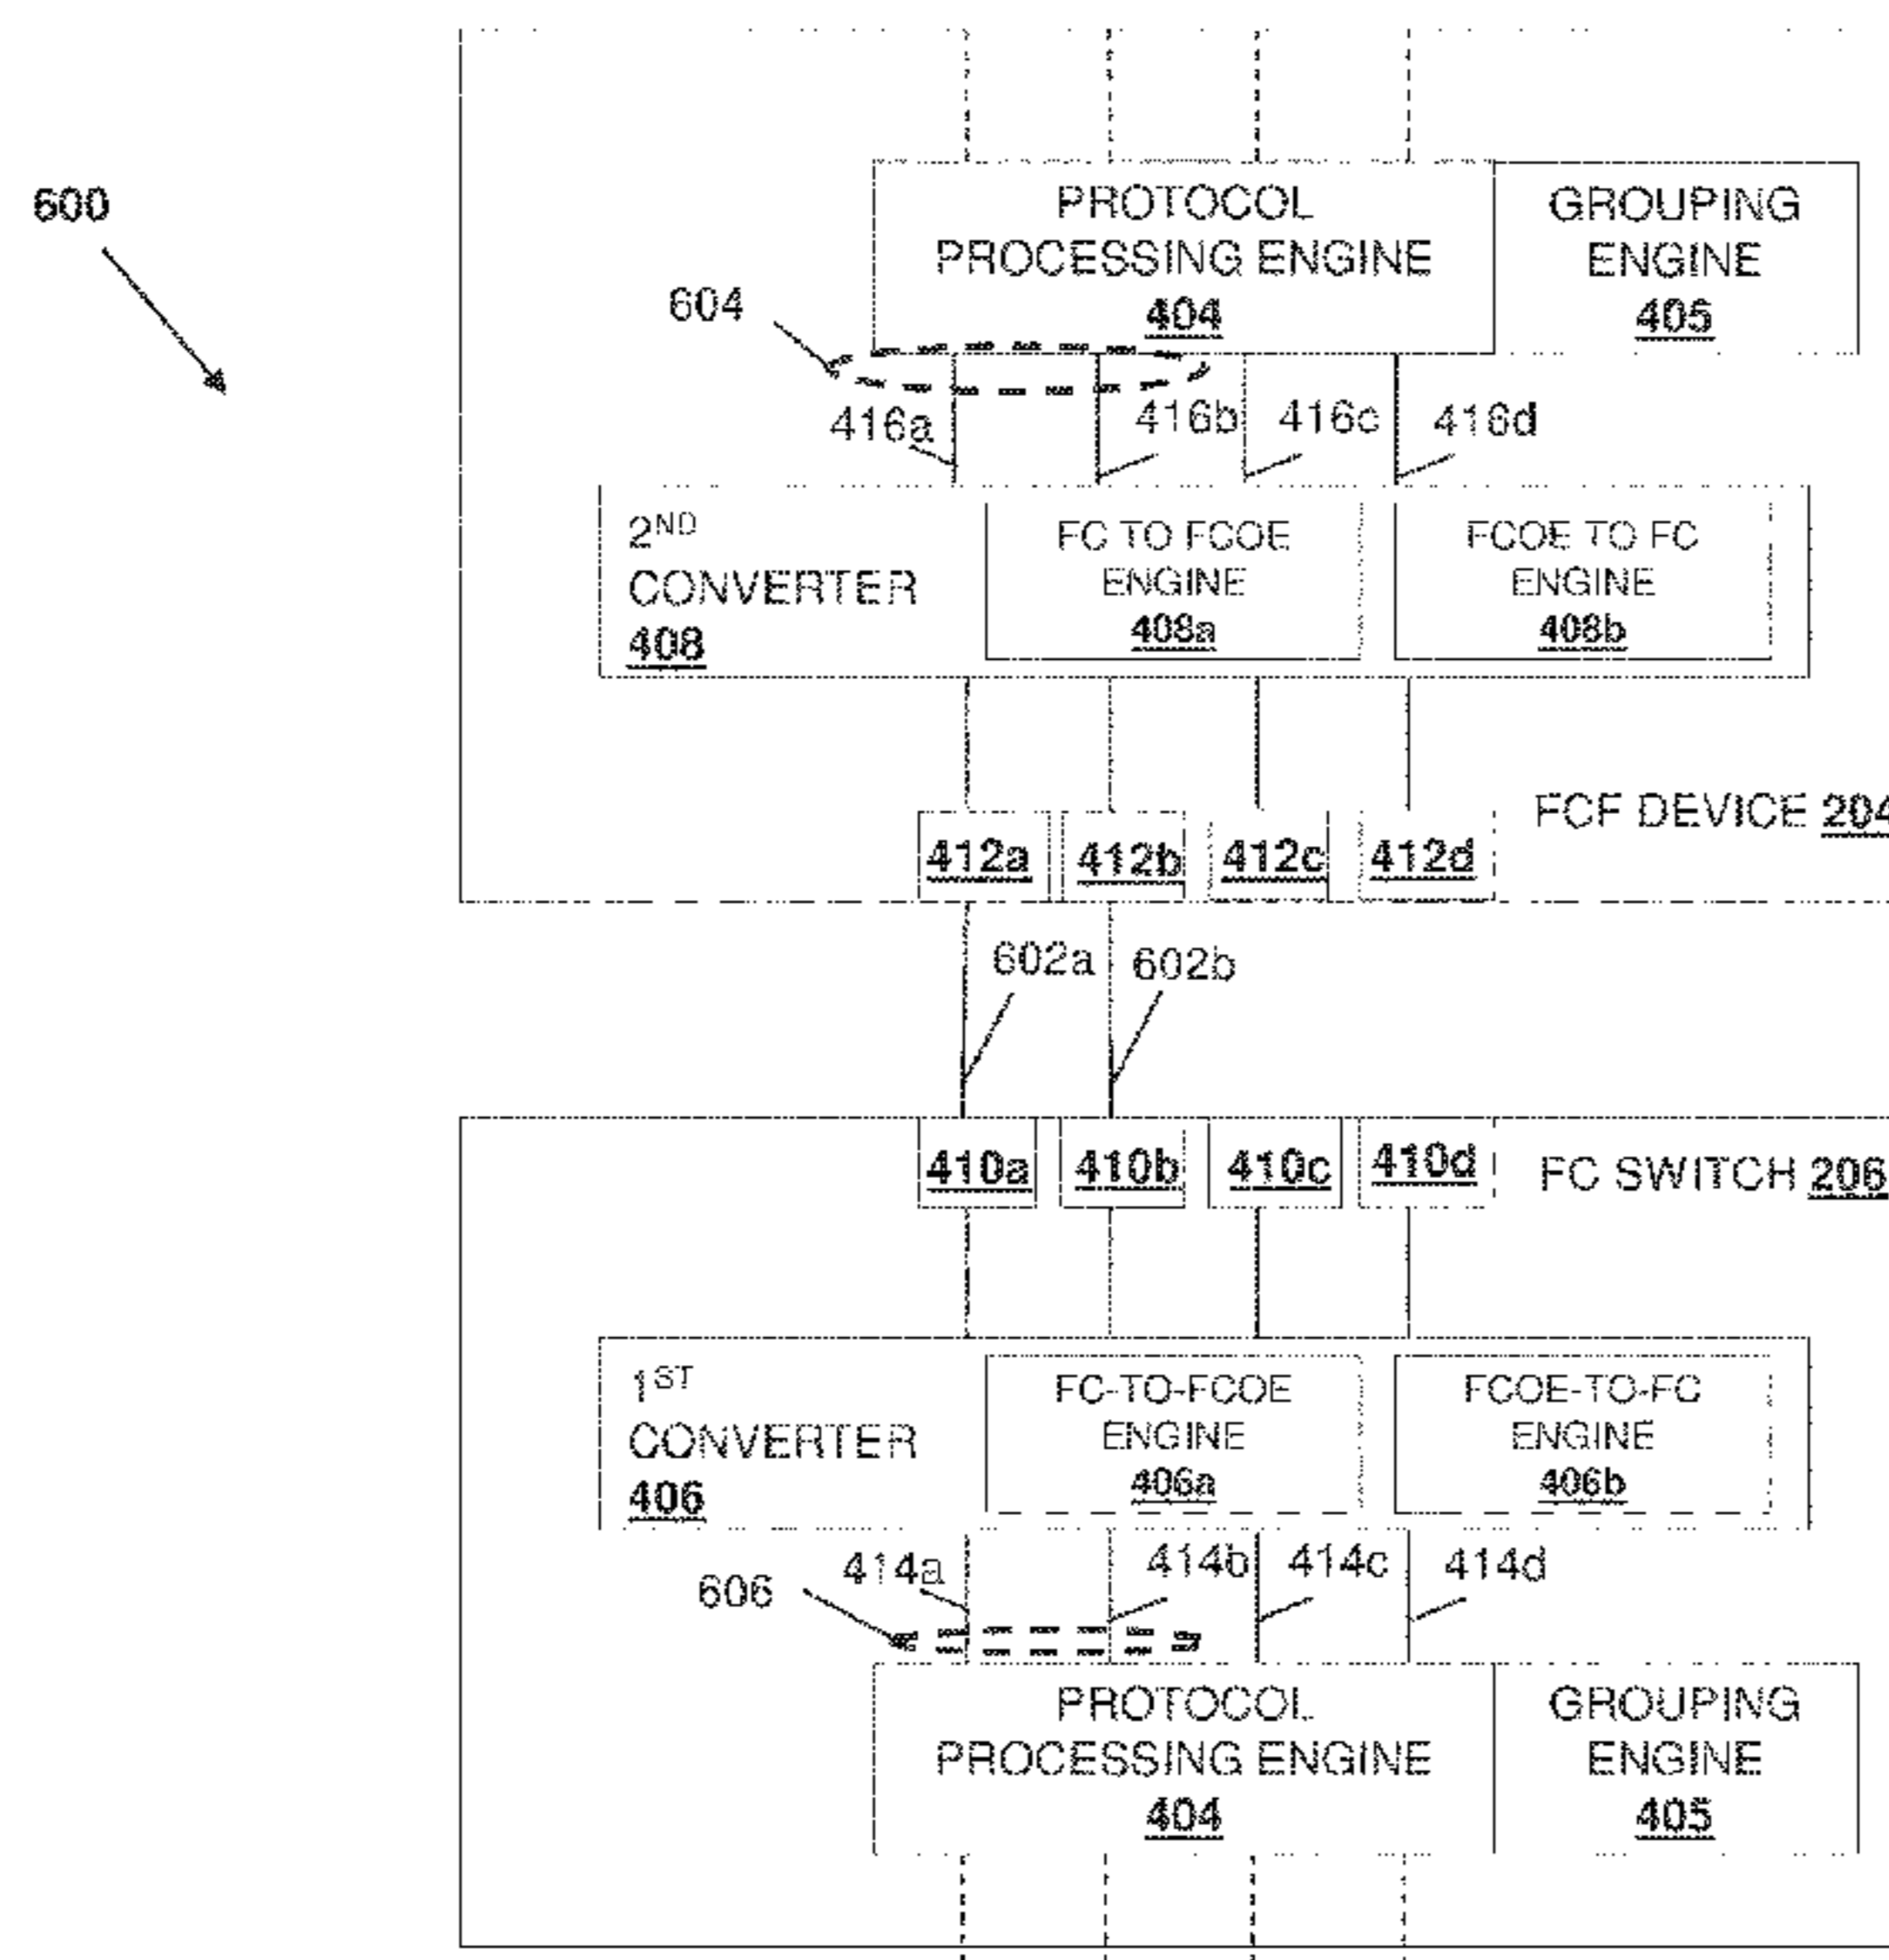 600
PROTOCOL
PROCESSING ENGINE
404
GROUPING
ENGINE
405
604
416a
416b
416c
416d
2ND
CONVERTER
408
FC TO FCOE
ENGINE
408a
FCOE TO FC
ENGINE
408b
412a
412b
412c
412d
FCF DEVICE 204
602a
602b
410a
410b
410c
410d
FC SWITCH 206
1ST
CONVERTER
406
FC-TO-FCOE
ENGINE
406a
FCOE-TO-FC
ENGINE
406b
606
414a
414b
414c
414d
PROTOCOL
PROCESSING ENGINE
404
GROUPING
ENGINE
405